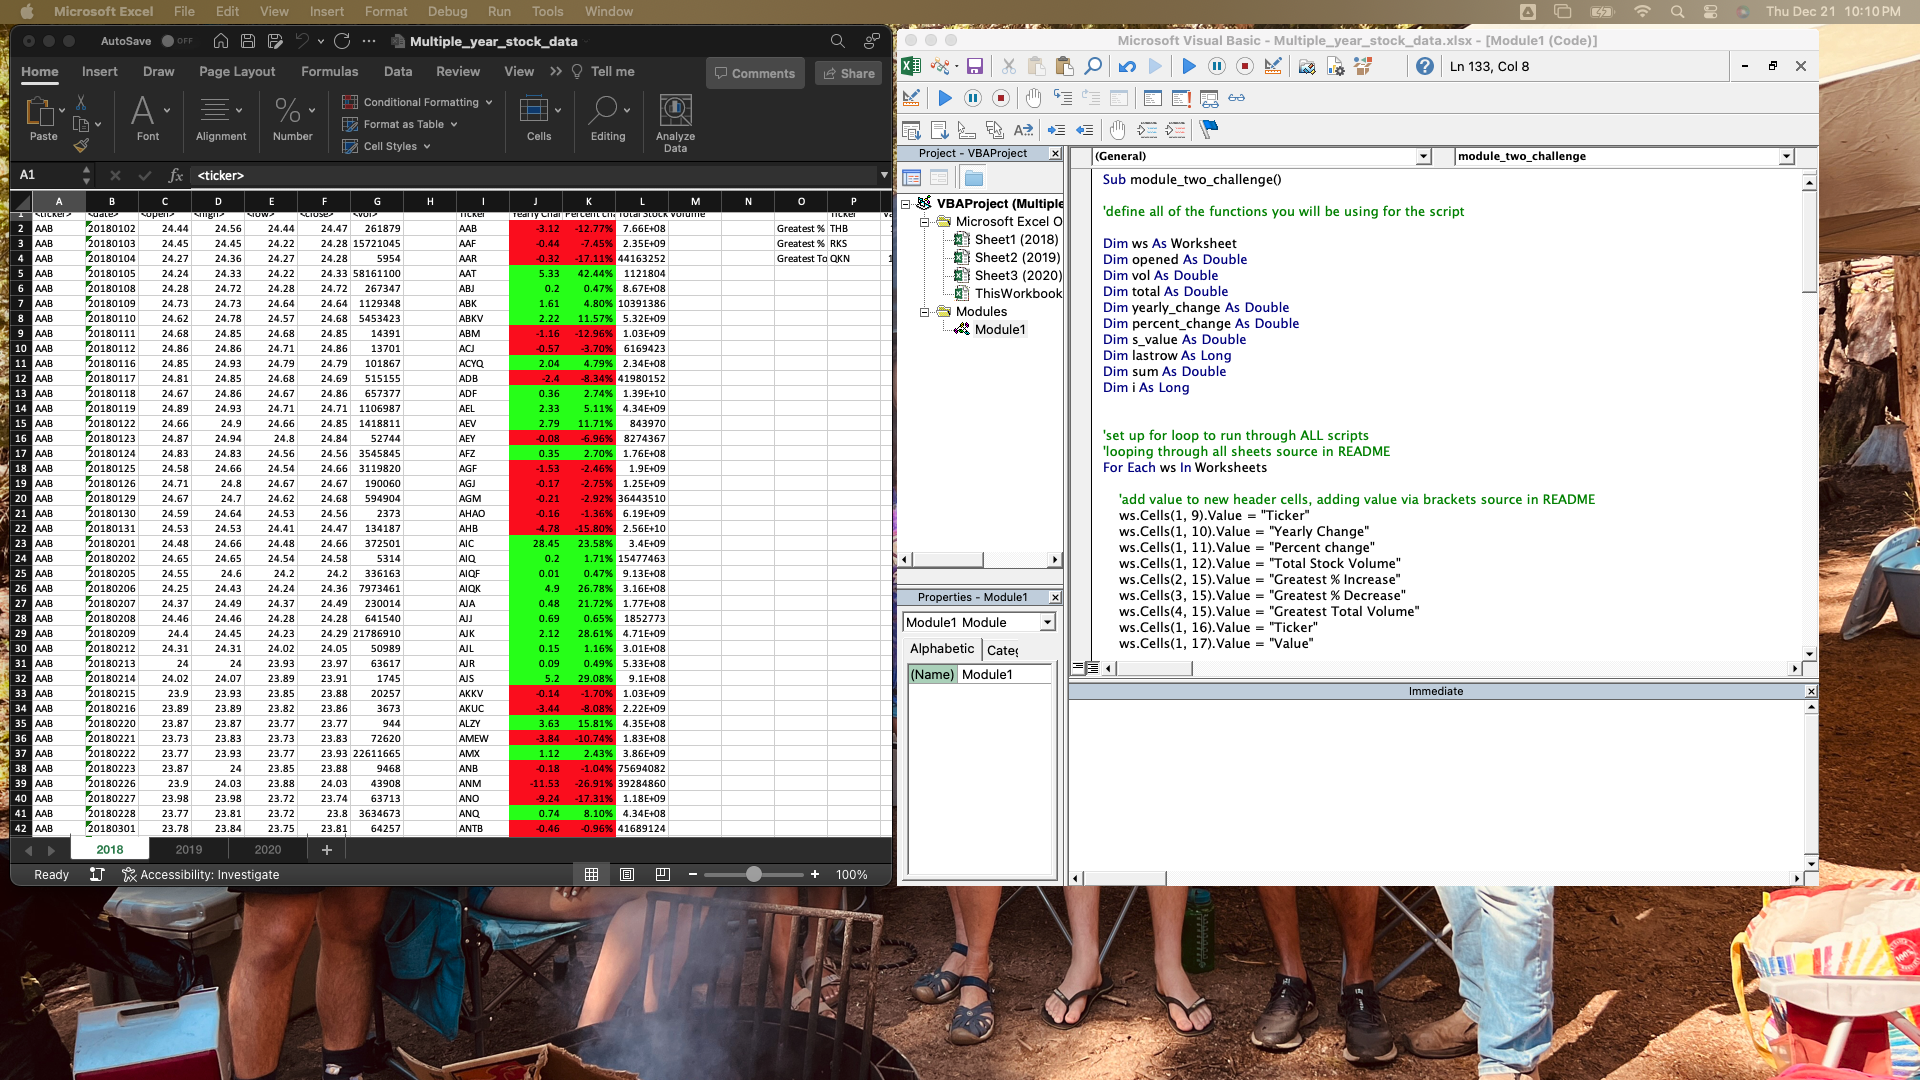 Microsoft Excel File Edit View Insert Format Debug Run Tools Window Thu Dec 21 10:10 PM
AutoSave OFF Multiple_year_stock_data
Home Insert Draw Page Layout Formulas Data Review View Tell me Comments Share
Paste Font Alignment Number Conditional Formatting Format as Table Cell Styles Cells Editing Analyze Data
A1 fx <ticker>
A B C D E F G H I J K L M N O P
1 <ticker> <date> <open> <high> <low> <close> <vol> Ticker Yearly Char Percent cha Total Stock Volume Ticker Va
2 AAB 20180102 24.44 24.56 24.44 24.47 261879 AAB -3.12 -12.77% 7.66E+08 Greatest % THB
3 AAB 20180103 24.45 24.45 24.22 24.28 15721045 AAF -0.44 -7.45% 2.35E+09 Greatest % RKS
4 AAB 20180104 24.27 24.36 24.27 24.28 5954 AAR -0.32 -17.11% 44163252 Greatest To QKN
5 AAB 20180105 24.24 24.33 24.22 24.33 58161100 AAT 5.33 42.44% 1121804
6 AAB 20180108 24.28 24.72 24.28 24.72 267347 ABJ 0.2 0.47% 8.67E+08
7 AAB 20180109 24.73 24.73 24.64 24.64 1129348 ABK 1.61 4.80% 10391386
8 AAB 20180110 24.62 24.78 24.57 24.68 5453423 ABKV 2.22 11.57% 5.32E+09
9 AAB 20180111 24.68 24.85 24.68 24.85 14391 ABM -1.16 -12.96% 1.03E+09
10 AAB 20180112 24.86 24.86 24.71 24.86 13701 ACJ -0.57 -3.70% 6169423
11 AAB 20180116 24.85 24.93 24.79 24.79 101867 ACYQ 2.04 4.79% 2.34E+08
12 AAB 20180117 24.81 24.85 24.68 24.69 515155 ADB -2.4 -8.34% 41980152
13 AAB 20180118 24.67 24.86 24.67 24.86 657377 ADF 0.36 2.74% 1.39E+10
14 AAB 20180119 24.89 24.93 24.71 24.71 1106987 AEL 2.33 5.11% 4.34E+09
15 AAB 20180122 24.66 24.9 24.66 24.85 1418811 AEV 2.79 11.71% 843970
16 AAB 20180123 24.87 24.94 24.8 24.84 52744 AEY -0.08 -6.96% 8274367
17 AAB 20180124 24.83 24.83 24.56 24.56 3545845 AFZ 0.35 2.70% 1.76E+08
18 AAB 20180125 24.58 24.66 24.54 24.66 3119820 AGF -1.53 -2.46% 1.9E+09
19 AAB 20180126 24.71 24.8 24.67 24.67 190060 AGJ -0.17 -2.75% 1.25E+09
20 AAB 20180129 24.67 24.7 24.62 24.68 594904 AGM -0.21 -2.92% 36443510
21 AAB 20180130 24.59 24.64 24.53 24.56 2373 AHAO -0.16 -1.36% 6.19E+09
22 AAB 20180131 24.53 24.53 24.41 24.47 134187 AHB -4.78 -15.80% 2.56E+10
23 AAB 20180201 24.48 24.66 24.48 24.66 372501 AIC 28.45 23.58% 3.4E+09
24 AAB 20180202 24.65 24.65 24.54 24.58 5314 AIQ 0.2 1.71% 15477463
25 AAB 20180205 24.55 24.6 24.2 24.2 336163 AIQF 0.01 0.47% 9.13E+08
26 AAB 20180206 24.25 24.43 24.24 24.36 7973461 AIQK 4.9 26.78% 3.16E+08
27 AAB 20180207 24.37 24.49 24.37 24.49 230014 AJA 0.48 21.72% 1.77E+08
28 AAB 20180208 24.46 24.46 24.28 24.28 641540 AJJ 0.69 0.65% 1852773
29 AAB 20180209 24.4 24.45 24.23 24.29 21786910 AJK 2.12 28.61% 4.71E+09
30 AAB 20180212 24.31 24.31 24.02 24.05 50989 AJL 0.15 1.16% 3.01E+08
31 AAB 20180213 24 24 23.93 23.97 63617 AJR 0.09 0.49% 5.33E+08
32 AAB 20180214 24.02 24.07 23.89 23.91 1745 AJS 5.2 29.08% 9.1E+08
33 AAB 20180215 23.9 23.93 23.85 23.88 20257 AKKV -0.14 -1.70% 1.03E+09
34 AAB 20180216 23.89 23.89 23.82 23.86 3673 AKUC -3.44 -8.08% 2.22E+09
35 AAB 20180220 23.87 23.87 23.77 23.77 944 ALZY 3.63 15.81% 4.35E+08
36 AAB 20180221 23.73 23.83 23.73 23.83 72620 AMEW -3.84 -10.74% 1.83E+08
37 AAB 20180222 23.77 23.93 23.77 23.93 22611665 AMX 1.12 2.43% 3.86E+09
38 AAB 20180223 23.87 24 23.85 23.88 9468 ANB -0.18 -1.04% 75694082
39 AAB 20180226 23.9 24.03 23.88 24.03 43908 ANM -11.53 -26.91% 39284860
40 AAB 20180227 23.98 23.98 23.72 23.74 63713 ANO -9.24 -17.31% 1.18E+09
41 AAB 20180228 23.77 23.81 23.72 23.8 3634673 ANQ 0.74 8.10% 4.34E+08
42 AAB 20180301 23.78 23.84 23.75 23.81 64257 ANTB -0.46 -0.96% 41689124
2018 2019 2020 +
Ready Accessibility: Investigate 100%
Microsoft Visual Basic - Multiple_year_stock_data.xlsx - [Module1 (Code)]
Ln 133, Col 8
Project - VBAProject
VBAProject (Multiple
Microsoft Excel O
Sheet1 (2018)
Sheet2 (2019)
Sheet3 (2020)
ThisWorkbook
Modules
Module1
Properties - Module1
Module1 Module
Alphabetic Categ
(Name) Module1
(General) module_two_challenge
Sub module_two_challenge()
'define all of the functions you will be using for the script
Dim ws As Worksheet
Dim opened As Double
Dim vol As Double
Dim total As Double
Dim yearly_change As Double
Dim percent_change As Double
Dim s_value As Double
Dim lastrow As Long
Dim sum As Double
Dim i As Long
'set up for loop to run through ALL scripts
'looping through all sheets source in README
For Each ws In Worksheets
'add value to new header cells, adding value via brackets source in README
ws.Cells(1, 9).Value = "Ticker"
ws.Cells(1, 10).Value = "Yearly Change"
ws.Cells(1, 11).Value = "Percent change"
ws.Cells(1, 12).Value = "Total Stock Volume"
ws.Cells(2, 15).Value = "Greatest % Increase"
ws.Cells(3, 15).Value = "Greatest % Decrease"
ws.Cells(4, 15).Value = "Greatest Total Volume"
ws.Cells(1, 16).Value = "Ticker"
ws.Cells(1, 17).Value = "Value"
Immediate